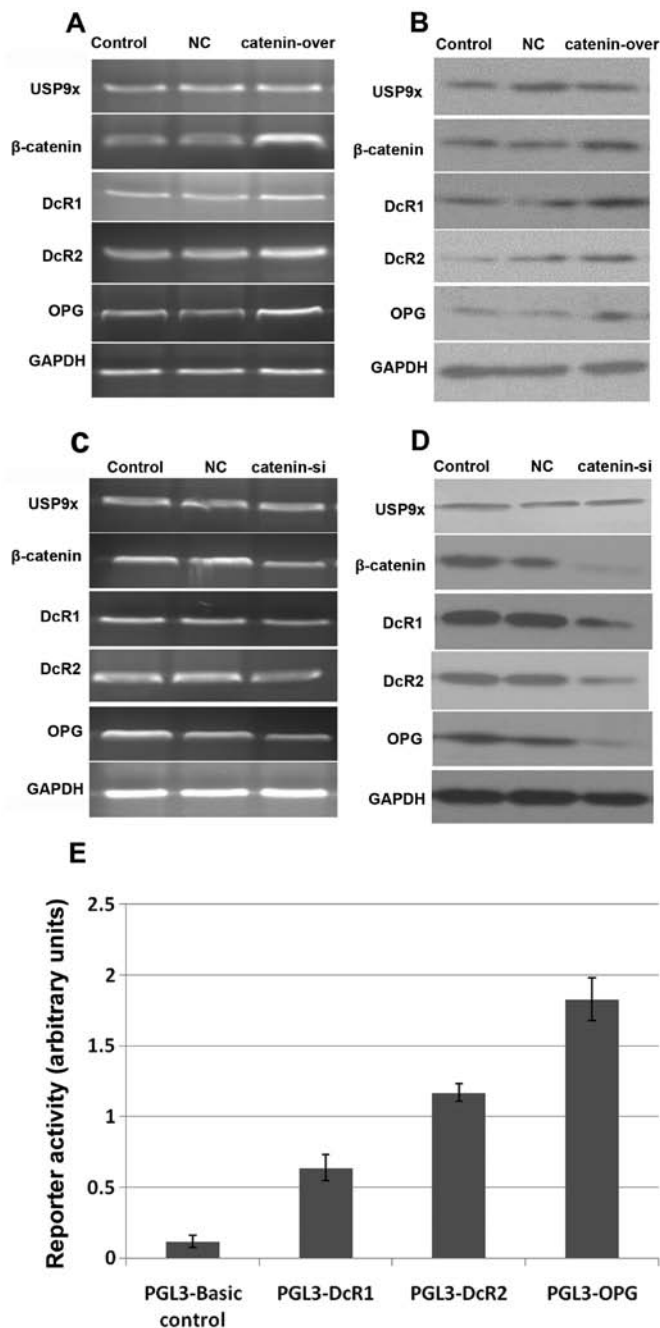 A
Control NC catenin-over
USP9x
β-catenin
DcR1
DcR2
OPG
GAPDH
B
Control NC catenin-over
USP9x
β-catenin
DcR1
DcR2
OPG
GAPDH
C
Control NC catenin-si
USP9x
β-catenin
DcR1
DcR2
OPG
GAPDH
D
Control NC catenin-si
USP9x
β-catenin
DcR1
DcR2
OPG
GAPDH
E
Reporter activity (arbitrary units)
2.5
2
1.5
1
0.5
0
PGL3-Basic control
PGL3-DcR1
PGL3-DcR2
PGL3-OPG